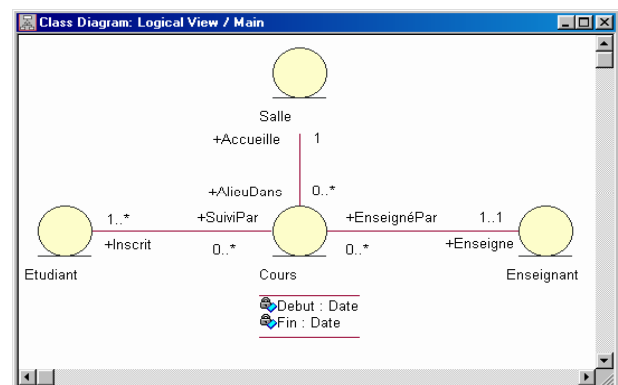 Class Diagram: Logical View / Main
Salle
+Accueille 1
+AlieuDans 0..*
1..* +SuiviPar +EnseignéPar 1..1
+Inscrit 0..* 0..* +Enseigne
Etudiant Cours Enseignant
Debut : Date
Fin : Date